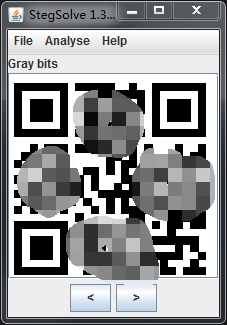 StegSolve 1.3...
File Analyse Help
Gray bits
< >